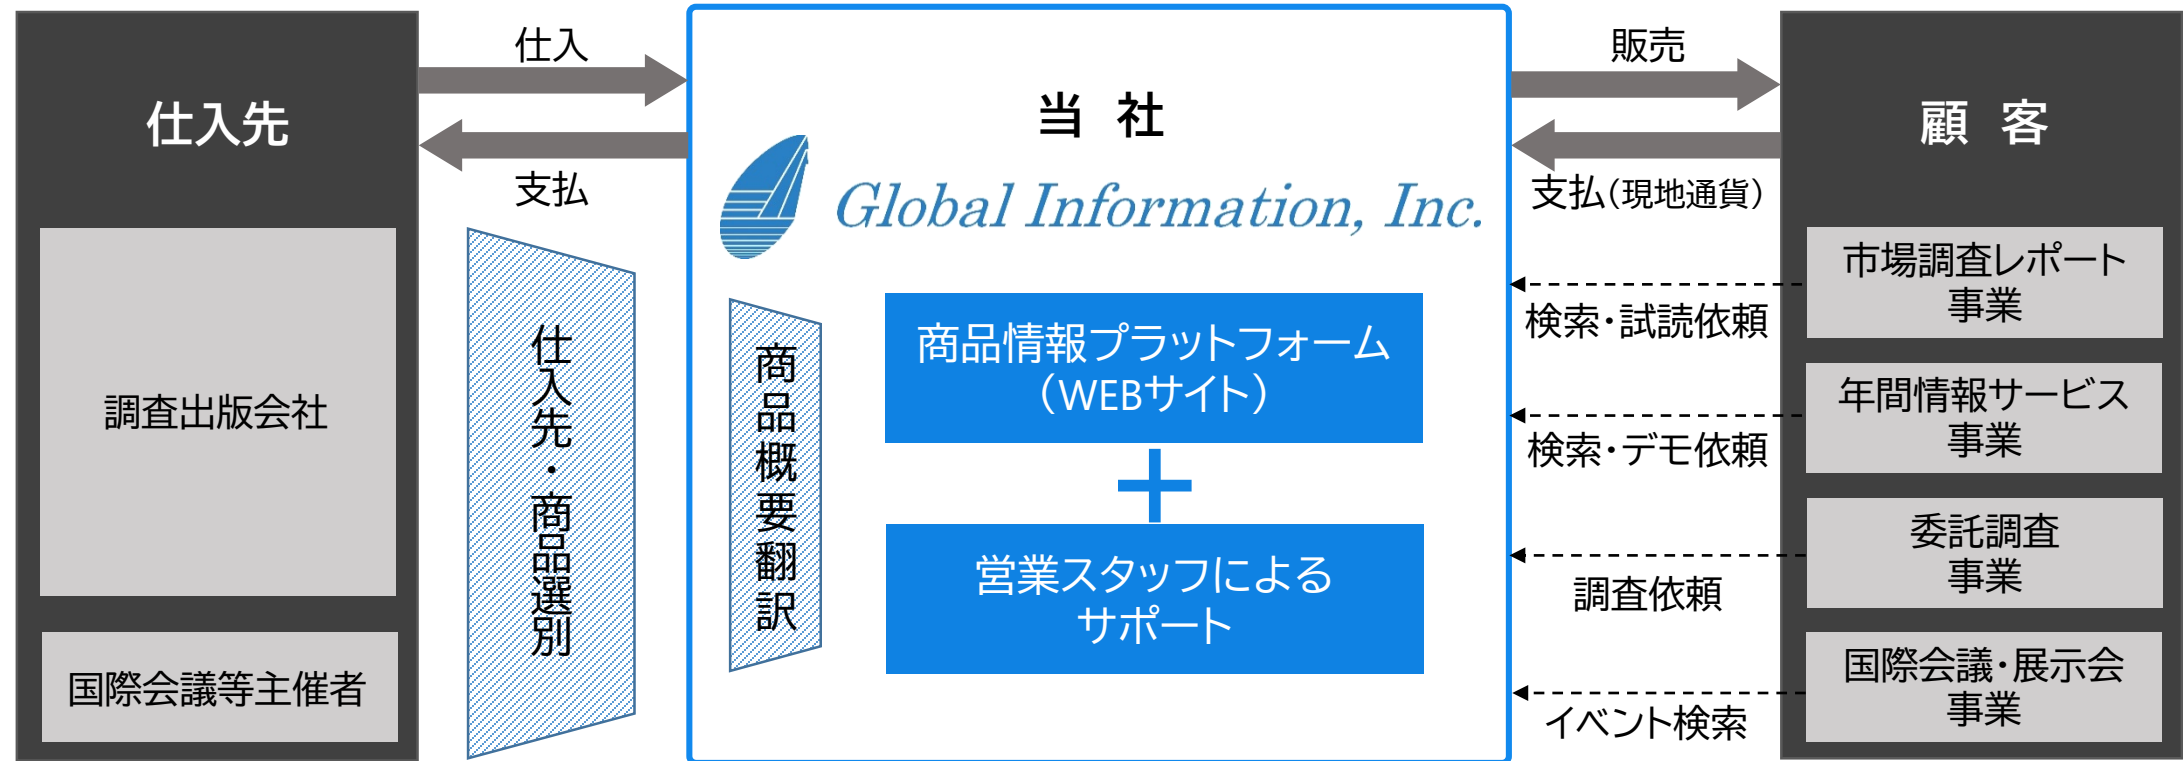 仕入先
調査出版会社
国際会議等主催者
仕入
支払
仕入先・商品選別
当 社
Global Information, Inc.
商品概要翻訳
商品情報プラットフォーム
（WEBサイト）
＋
営業スタッフによる
サポート
販売
支払（現地通貨）
検索・試読依頼
検索・デモ依頼
調査依頼
イベント検索
顧 客
市場調査レポート
事業
年間情報サービス
事業
委託調査
事業
国際会議・展示会
事業